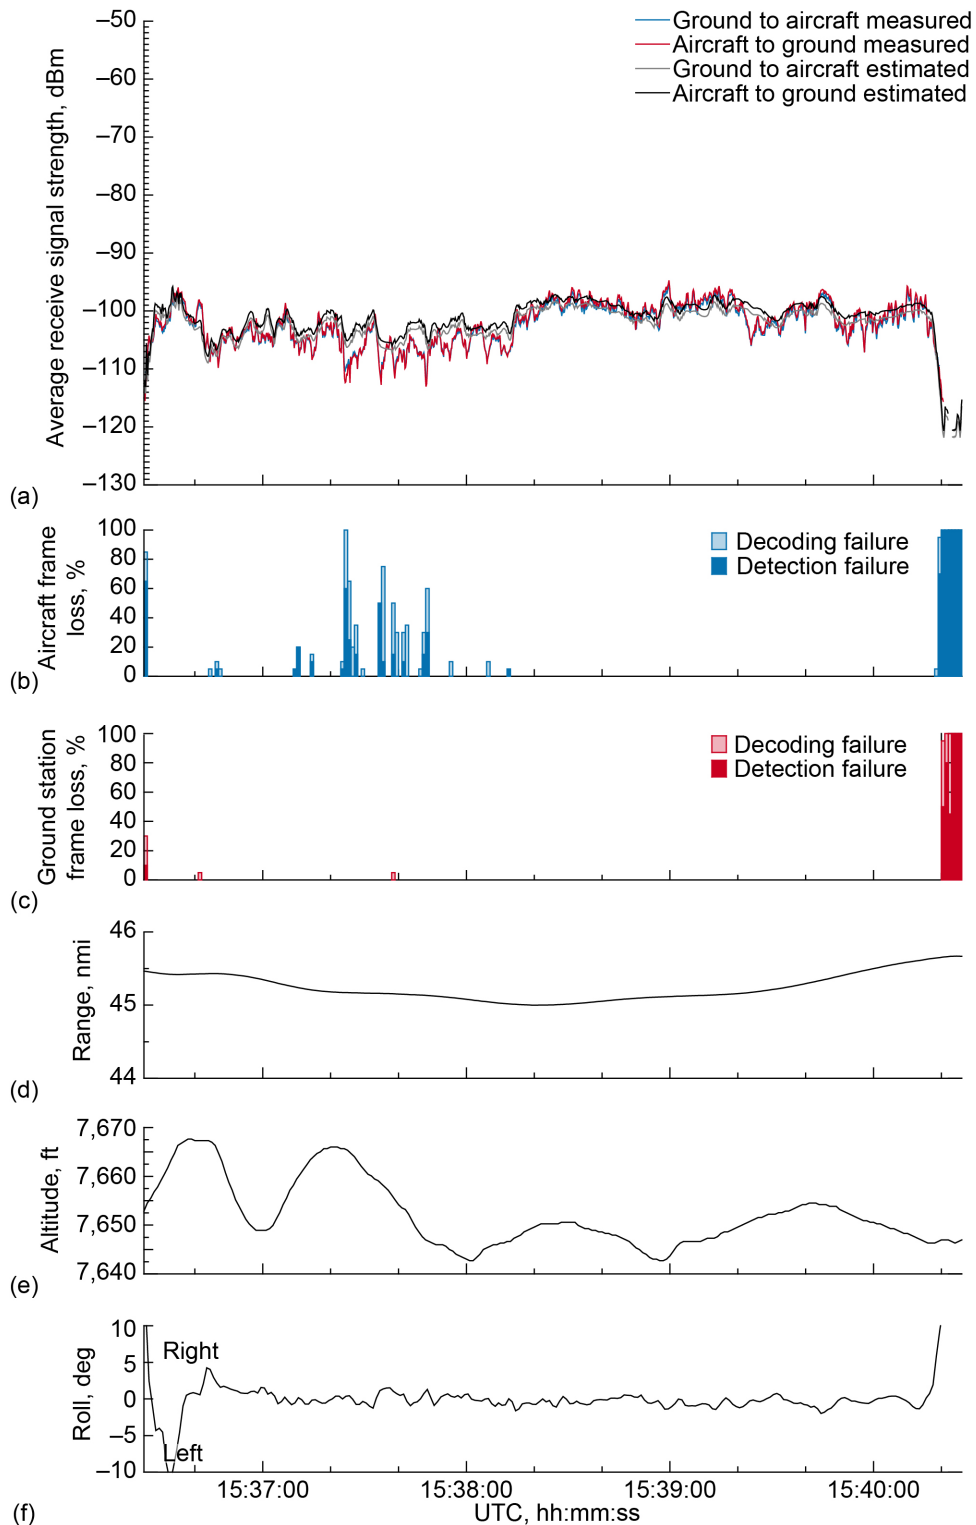 Ground to aircraft measured
Aircraft to ground measured
Ground to aircraft estimated
Aircraft to ground estimated
Average receive signal strength, dBm
–50
–60
–70
–80
–90
–100
–110
–120
–130
(a)
Aircraft frame
loss, %
100
80
60
40
20
0
Decoding failure
Detection failure
(b)
Ground station
frame loss, %
100
80
60
40
20
0
Decoding failure
Detection failure
(c)
Range, nmi
46
45
44
(d)
Altitude, ft
7,670
7,660
7,650
7,640
(e)
Roll, deg
10
5
0
–5
–10
Right
Left
15:37:00
15:38:00
15:39:00
15:40:00
UTC, hh:mm:ss
(f)